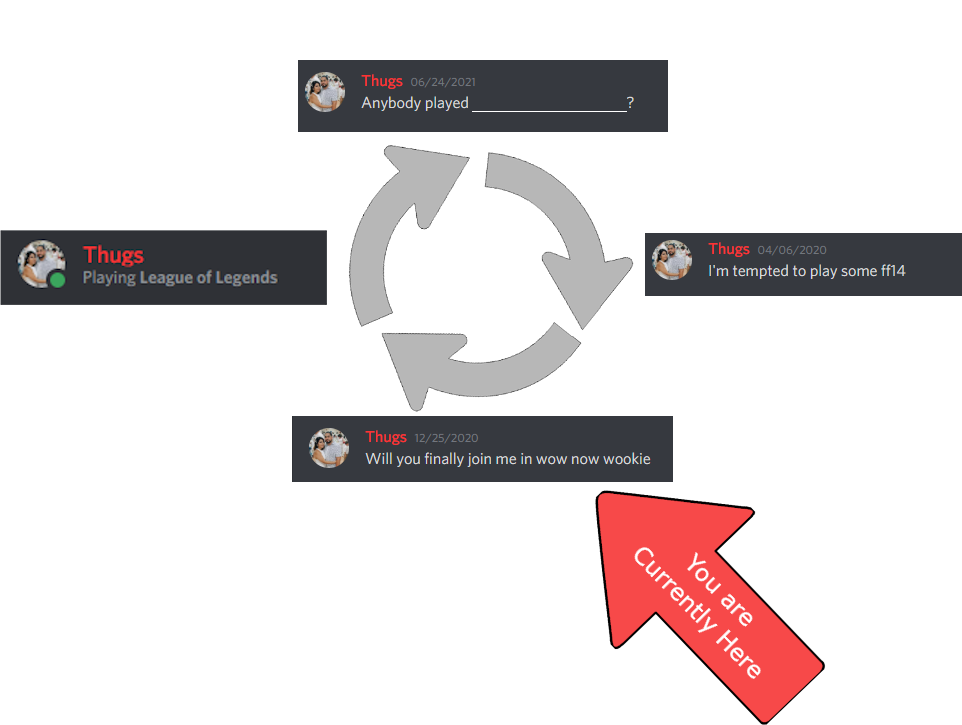 Thugs 06/24/2021
Anybody played ___________________?
Thugs
Playing League of Legends
Thugs 04/06/2020
I'm tempted to play some ff14
Thugs 12/25/2020
Will you finally join me in wow now wookie
You are
Currently Here